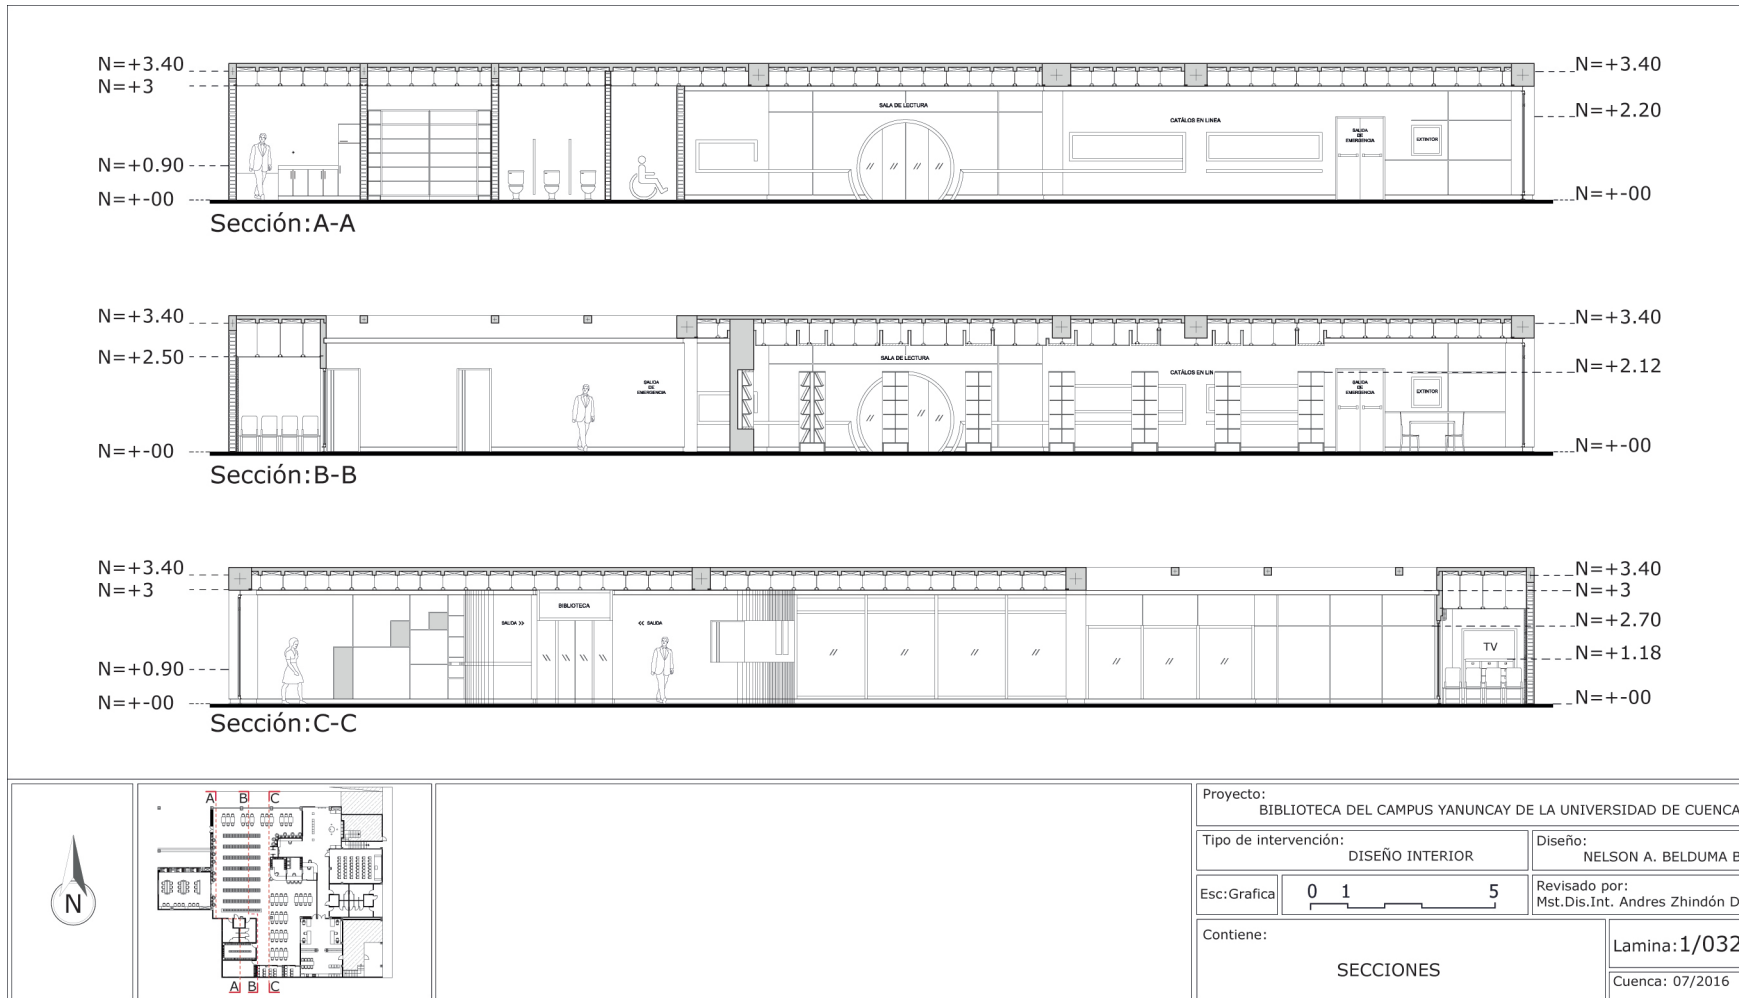 N=+3.40
N=+3
N=+0.90
N=+-00
SALA DE LECTURA
CATÁLOS EN LINEA
SALIDA
DE
EMERGENCIA
EXTINTOR
N=+3.40
N=+2.20
N=+-00
Sección:A-A
N=+3.40
N=+2.50
N=+-00
SALIDA
DE
EMERGENCIA
SALA DE LECTURA
CATÁLOS EN LIN
SALIDA
DE
EMERGENCIA
EXTINTOR
N=+3.40
N=+2.12
N=+-00
Sección:B-B
N=+3.40
N=+3
N=+0.90
N=+-00
SALIDA >>
BIBLIOTECA
<< SALIDA
TV
N=+3.40
N=+3
N=+2.70
N=+1.18
N=+-00
Sección:C-C
N
A B C
A B C
Proyecto:
BIBLIOTECA DEL CAMPUS YANUNCAY DE LA UNIVERSIDAD DE CUENCA
Tipo de intervención:
DISEÑO INTERIOR
Diseño:
NELSON A. BELDUMA B
Esc:Grafica
0 1 5
Revisado por:
Mst.Dis.Int. Andres Zhindón D
Contiene:
SECCIONES
Lamina:1/032
Cuenca: 07/2016